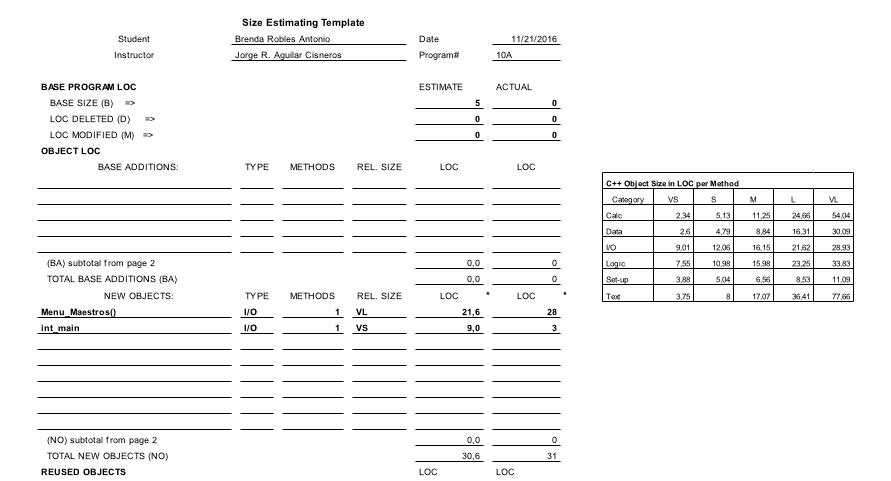 Size Estimating Template
Student Brenda Robles Antonio Date 11/21/2016
Instructor Jorge R. Aguilar Cisneros Program# 10A
BASE PROGRAM LOC ESTIMATE ACTUAL
BASE SIZE (B) => 5 0
LOC DELETED (D) => 0 0
LOC MODIFIED (M) => 0 0
OBJECT LOC
BASE ADDITIONS: TYPE METHODS REL. SIZE LOC LOC
(BA) subtotal from page 2 0,0 0
TOTAL BASE ADDITIONS (BA) 0,0 0
NEW OBJECTS: TYPE METHODS REL. SIZE LOC * LOC *
Menu_Maestros() I/O 1 VL 21,6 28
int_main I/O 1 VS 9,0 3
(NO) subtotal from page 2 0,0 0
TOTAL NEW OBJECTS (NO) 30,6 31
REUSED OBJECTS LOC LOC
C++ Object Size in LOC per Method
Category VS S M L VL
Calc 2,34 5,13 11,25 24,66 54,04
Data 2,6 4,79 8,84 16,31 30,09
I/O 9,01 12,06 16,15 21,62 28,93
Logic 7,55 10,98 15,98 23,25 33,83
Set-up 3,88 5,04 6,56 8,53 11,09
Text 3,75 8 17,07 36,41 77,66